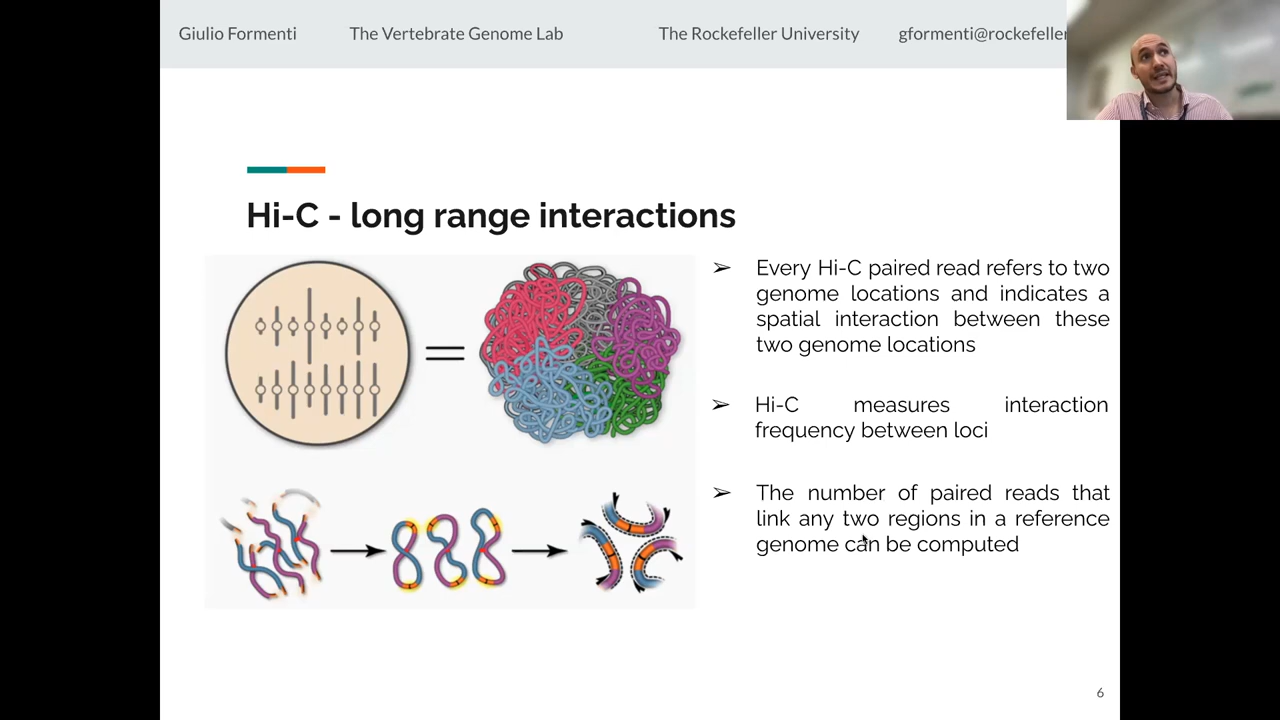 Giulio Formenti The Vertebrate Genome Lab The Rockefeller University gformenti@rockefeller
Hi-C - long range interactions
➢ Every Hi-C paired read refers to two
genome locations and indicates a
spatial interaction between these
two genome locations
➢ Hi-C measures interaction
frequency between loci
➢ The number of paired reads that
link any two regions in a reference
genome can be computed
6